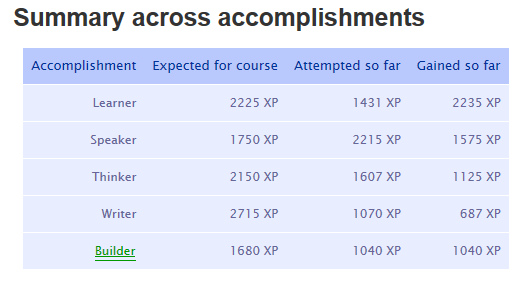 Summary across accomplishments
Accomplishment Expected for course Attempted so far Gained so far
Learner 2225 XP 1431 XP 2235 XP
Speaker 1750 XP 2215 XP 1575 XP
Thinker 2150 XP 1607 XP 1125 XP
Writer 2715 XP 1070 XP 687 XP
Builder 1680 XP 1040 XP 1040 XP